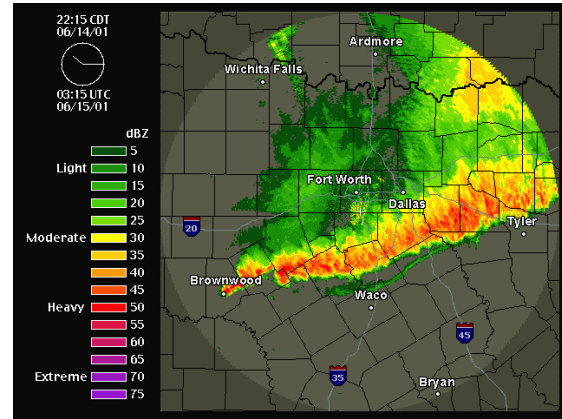 22:15 CDT
06/14/01
03:15 UTC
06/15/01
dBZ
5
Light 10
15
20
25
Moderate 30
35
40
45
Heavy 50
55
60
65
Extreme 70
75
Ardmore
Wichita Falls
Fort Worth
Dallas
20
Tyler
Brownwood
Waco
45
35
Bryan